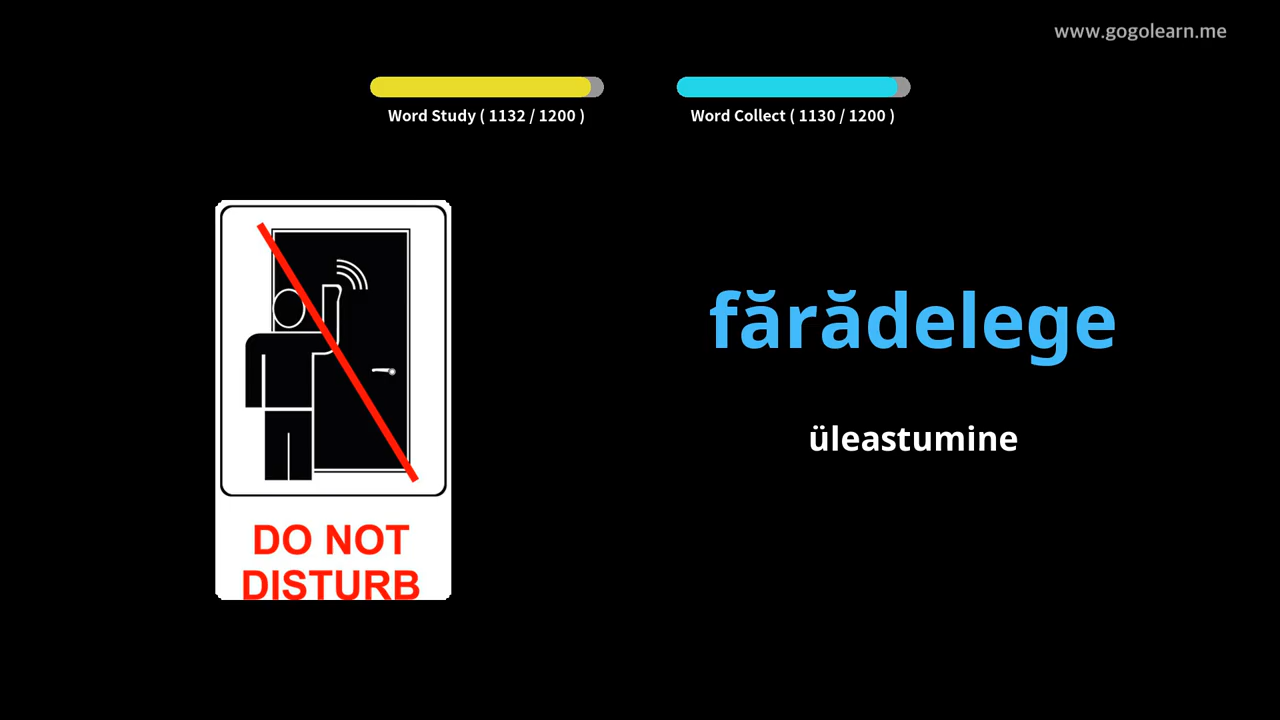 www.gogolearn.me
Word Study ( 1132 / 1200 )
Word Collect ( 1130 / 1200 )
fărădelege
üleastumine
DO NOT
DISTURB